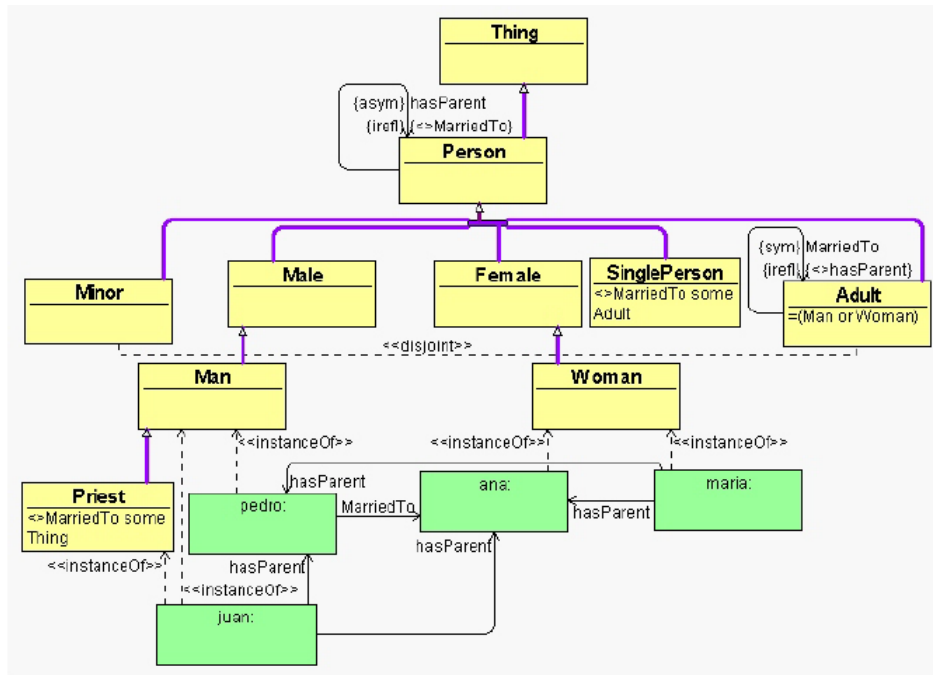 Thing
{asym} hasParent
{irefl} {<>MarriedTo}
Person
Minor
Male
Female
SinglePerson
<>MarriedTo some
Adult
{sym} MarriedTo
{irefl} {<>hasParent}
Adult
=(Man or Woman)
<<disjoint>>
Man
Woman
<<instanceOf>>
<<instanceOf>>
<<instanceOf>>
Priest
<>MarriedTo some
Thing
hasParent
pedro:
MarriedTo
ana:
maria:
hasParent
hasParent
<<instanceOf>>
hasParent
<<instanceOf>>
juan: